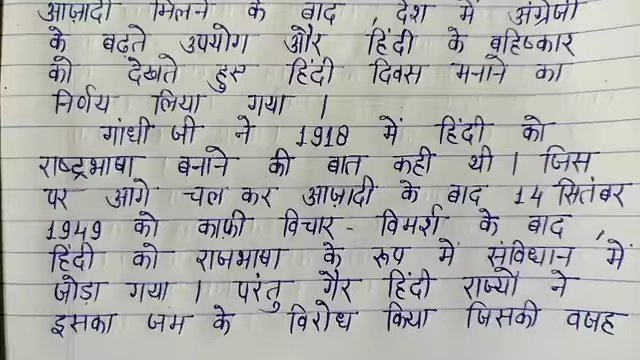 आज़ादी मिलने के बाद , देश में अंग्रेजी
के बढ़ते उपयोग और हिंदी के बहिष्कार
को देखते हुए हिंदी दिवस मनाने का
निर्णय लिया गया ।
गांधी जी ने 1918 में हिंदी को
राष्ट्रभाषा बनाने की बात कही थी । जिस
पर आगे चल कर आज़ादी के बाद 14 सितंबर
1949 को काफ़ी विचार - विमर्श के बाद ,
हिंदी को राजभाषा के रूप में संविधान में
जोड़ा गया । परंतु गैर हिंदी राज्यों ने
इसका जम के विरोध किया जिसकी वजह